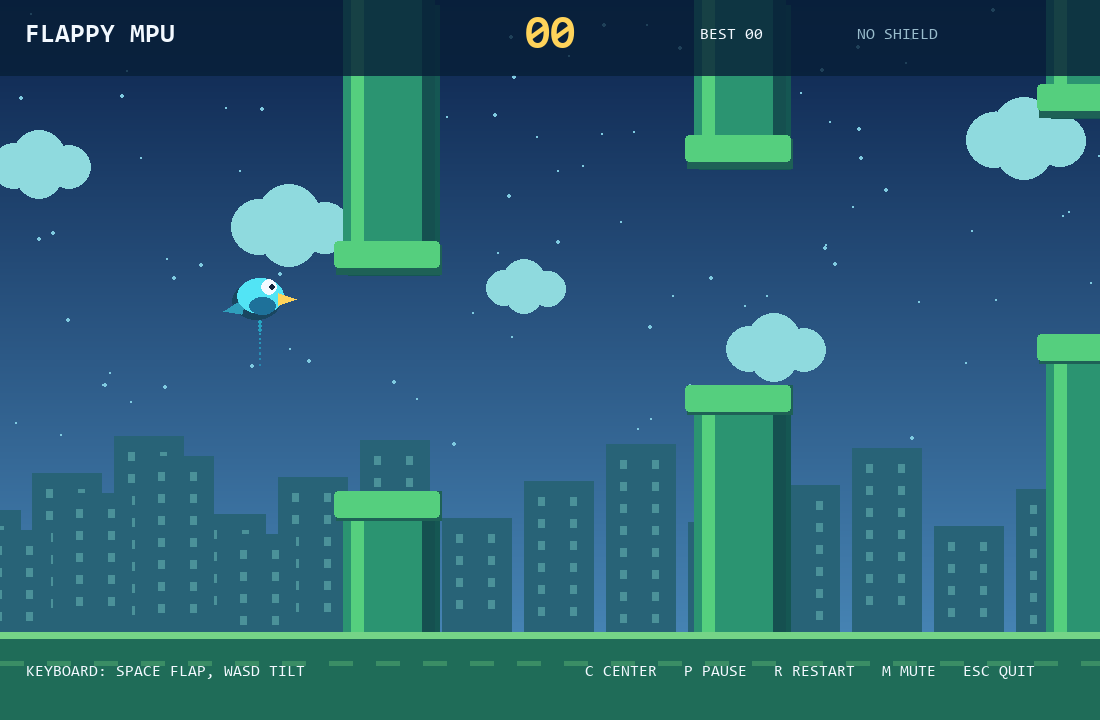 FLAPPY MPU
00
BEST 00
NO SHIELD
KEYBOARD: SPACE FLAP, WASD TILT
C CENTER P PAUSE R RESTART M MUTE ESC QUIT